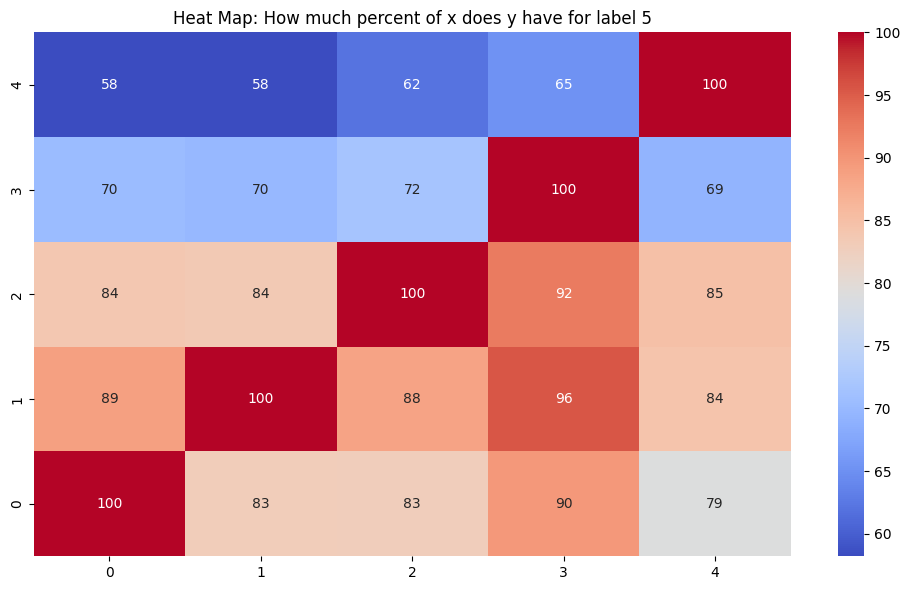 Heat Map: How much percent of x does y have for label 5
4 58 58 62 65 100
3 70 70 72 100 69
2 84 84 100 92 85
1 89 100 88 96 84
0 100 83 83 90 79
0 1 2 3 4
100
95
90
85
80
75
70
65
60